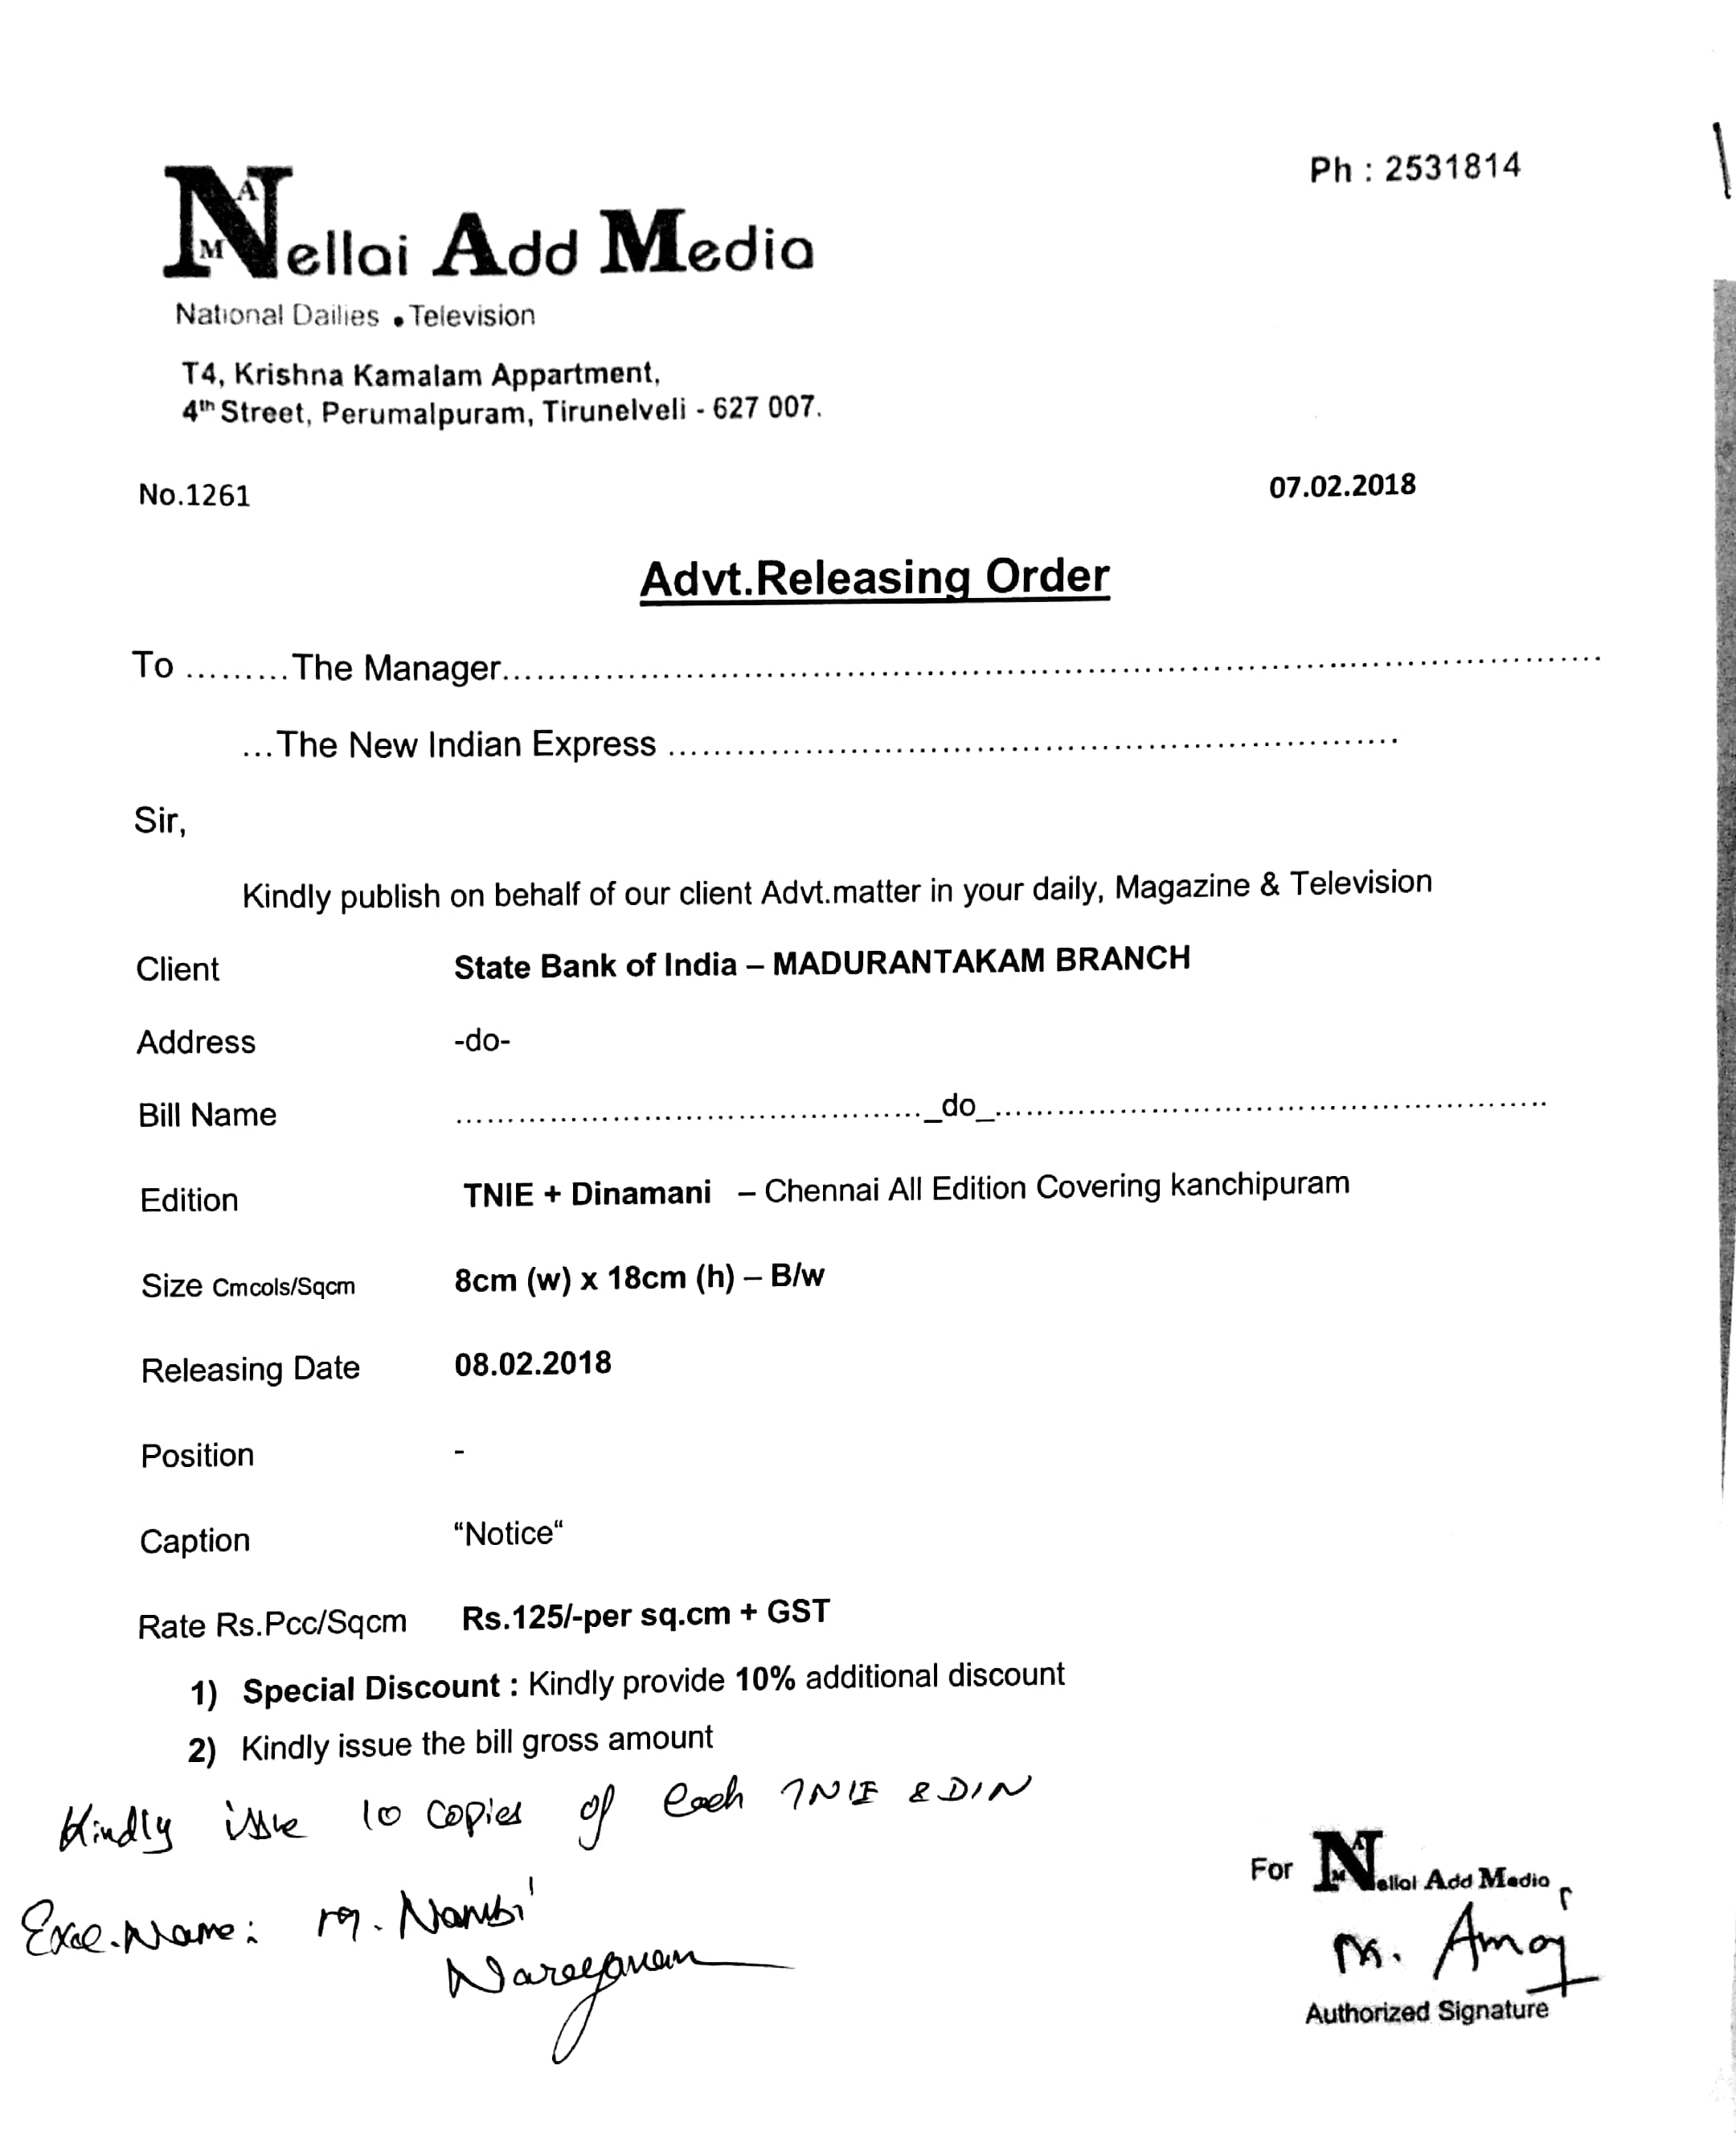 Ph : 2531814
Nellai Add Media
National Dailies • Television
T4, Krishna Kamalam Appartment,
4th Street, Perumalpuram, Tirunelveli - 627 007.
No.1261 07.02.2018
Advt.Releasing Order
To .........The Manager................................................................................................
...The New Indian Express ................................................................
Sir,
Kindly publish on behalf of our client Advt.matter in your daily, Magazine & Television
Client State Bank of India – MADURANTAKAM BRANCH
Address -do-
Bill Name ........................................._do_................................................
Edition TNIE + Dinamani – Chennai All Edition Covering kanchipuram
Size Cmcols/Sqcm 8cm (w) x 18cm (h) – B/w
Releasing Date 08.02.2018
Position -
Caption “Notice“
Rate Rs.Pcc/Sqcm Rs.125/-per sq.cm + GST
1) Special Discount : Kindly provide 10% additional discount
2) Kindly issue the bill gross amount
Kindly issue 10 copies of each TNIE & DIN
For Nellai Add Media
Exe.Name: M. Nambi
Narayanan
M. Amoj
Authorized Signature